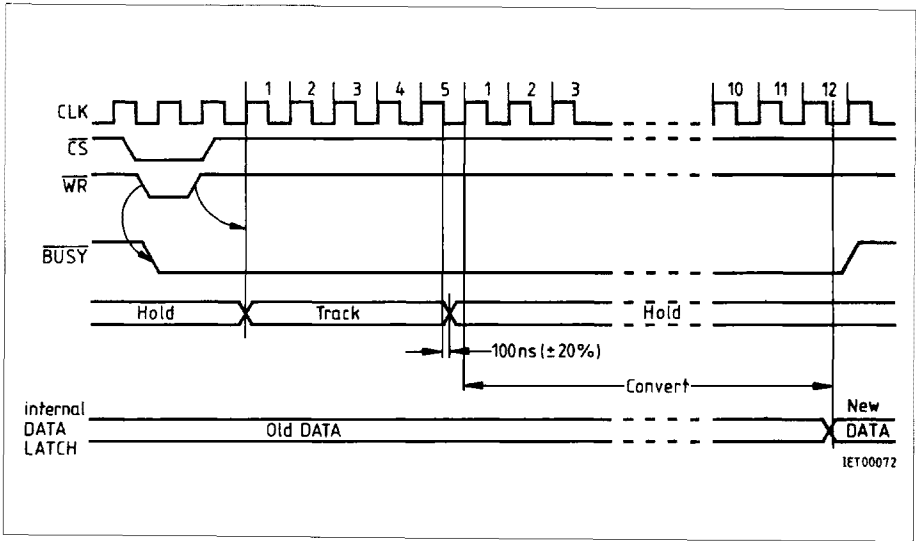 1 2 3 4 5 1 2 3 10 11 12
CLK
CS
WR
BUSY
Hold Track Hold
100ns (±20%)
Convert
internal
DATA
LATCH
Old DATA
New
DATA
IET00072